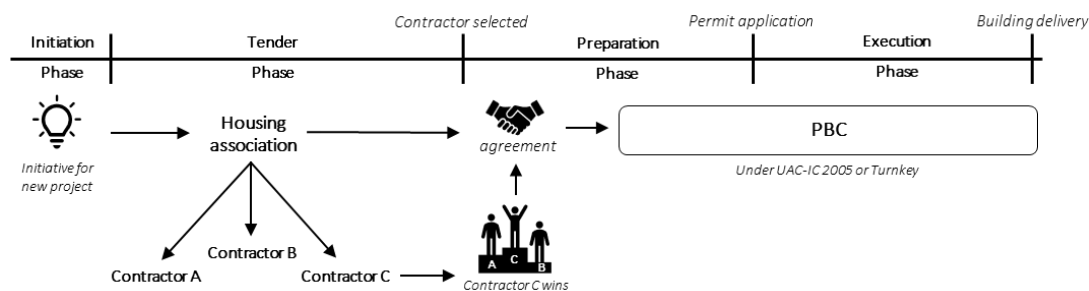 Contractor selected
Permit application
Building delivery
Initiation
Tender
Preparation
Execution
Phase
Phase
Phase
Phase
Housing
association
agreement
PBC
Initiative for
new project
Under UAC-IC 2005 or Turnkey
Contractor B
Contractor A
Contractor C
A
C
B
Contractor C wins